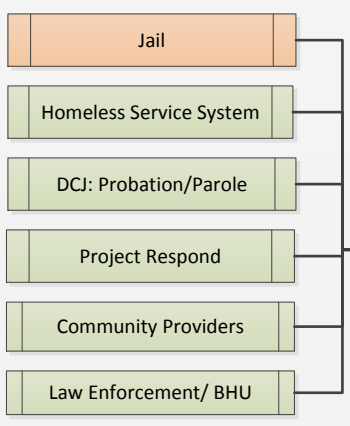 Jail
Homeless Service System
DCJ: Probation/Parole
Project Respond
Community Providers
Law Enforcement/ BHU